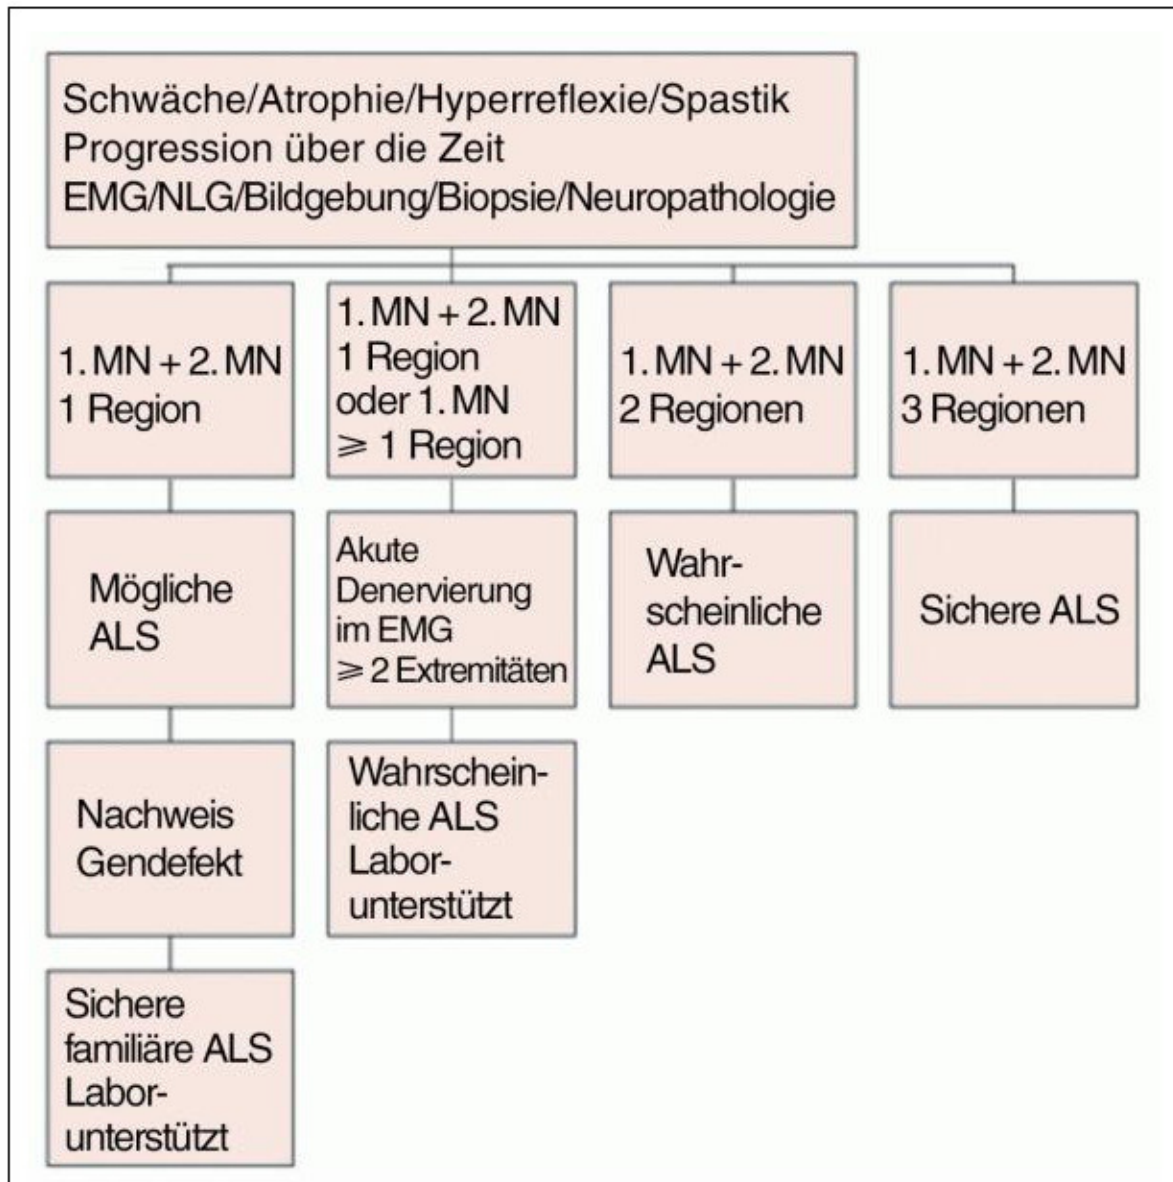 Schwäche/Atrophie/Hyperreflexie/Spastik
Progression über die Zeit
EMG/NLG/Bildgebung/Biopsie/Neuropathologie
1. MN + 2. MN
1 Region
1. MN + 2. MN
1 Region
oder 1. MN
⩾ 1 Region
1. MN + 2. MN
2 Regionen
1. MN + 2. MN
3 Regionen
Mögliche
ALS
Akute
Denervierung
im EMG
⩾ 2 Extremitäten
Wahr-
scheinliche
ALS
Sichere ALS
Nachweis
Gendefekt
Wahrschein-
liche ALS
Labor-
unterstützt
Sichere
familiäre ALS
Labor-
unterstützt